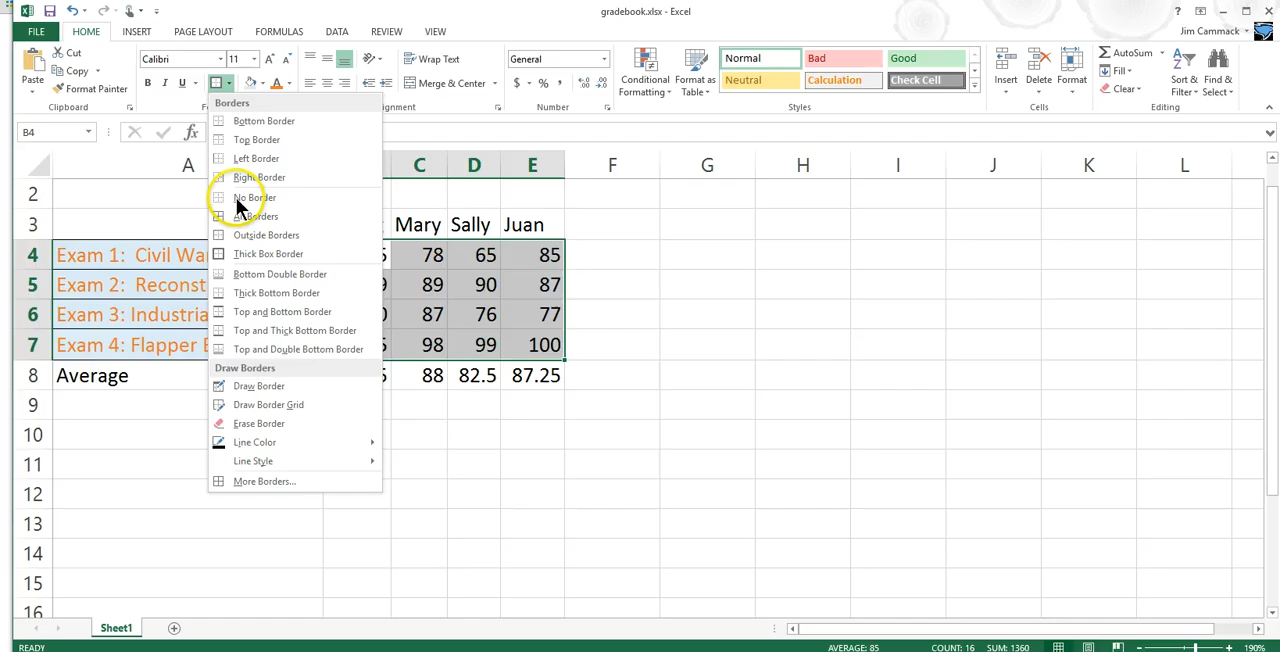 gradebook.xlsx - Excel
?
FILE HOME INSERT PAGE LAYOUT FORMULAS DATA REVIEW VIEW
Jim Cammack
Paste
Cut
Copy
Format Painter
Clipboard
Calibri 11
B I U
Wrap Text
Merge & Center
General
$ % ,
Number
Conditional Formatting
Format as Table
Normal Bad Good
Neutral Calculation Check Cell
Styles
Insert Delete Format
Cells
AutoSum
Fill
Clear
Sort & Filter
Find & Select
Editing
B4
fx
Borders
Bottom Border
Top Border
Left Border
Right Border
No Border
All Borders
Outside Borders
Thick Box Border
Bottom Double Border
Thick Bottom Border
Top and Bottom Border
Top and Thick Bottom Border
Top and Double Bottom Border
Draw Borders
Draw Border
Draw Border Grid
Erase Border
Line Color
Line Style
More Borders...
A C D E F G H I J K L
2
3 Mary Sally Juan
4 Exam 1: Civil Wa 78 65 85
5 Exam 2: Reconst 89 90 87
6 Exam 3: Industria 87 76 77
7 Exam 4: Flapper 98 99 100
8 Average 88 82.5 87.25
9
10
11
12
13
14
15
16
Sheet1
READY AVERAGE: 85 COUNT: 16 SUM: 1360 190%